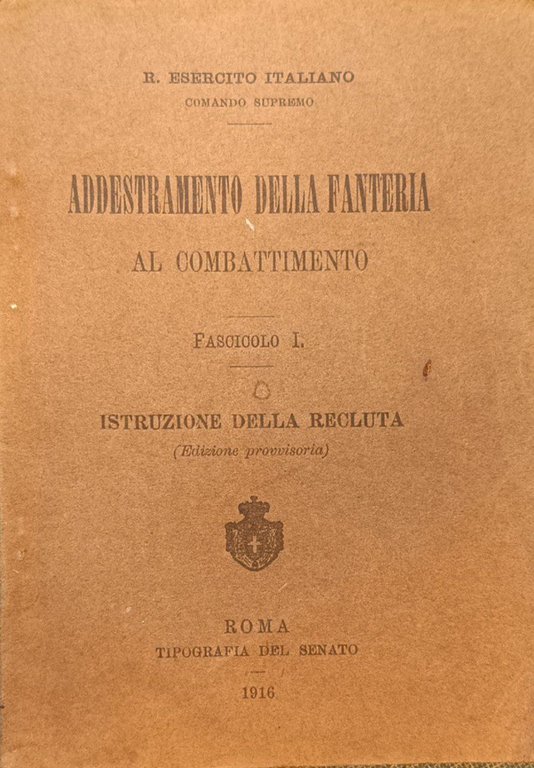 R. ESERCITO ITALIANO
COMANDO SUPREMO
ADDESTRAMENTO DELLA FANTERIA
AL COMBATTIMENTO
FASCICOLO I.
ISTRUZIONE DELLA RECLUTA
(Edizione provvisoria)
ROMA
TIPOGRAFIA DEL SENATO
1916